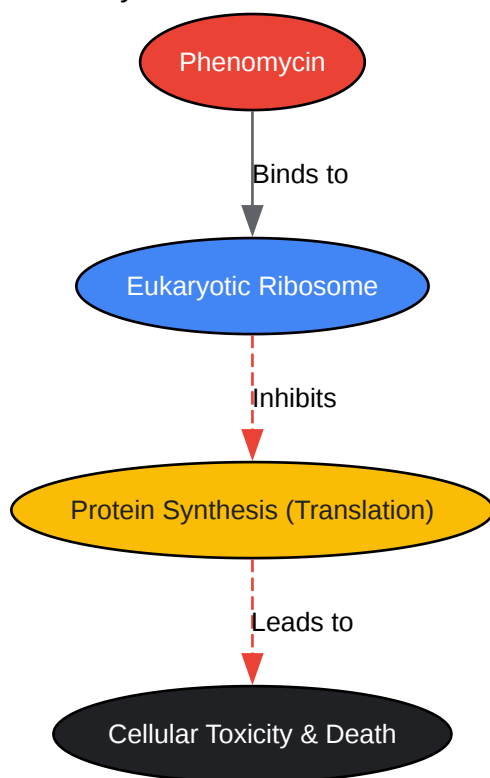 Phenomycin
Binds to
Eukaryotic Ribosome
Inhibits
Protein Synthesis (Translation)
Leads to
Cellular Toxicity & Death